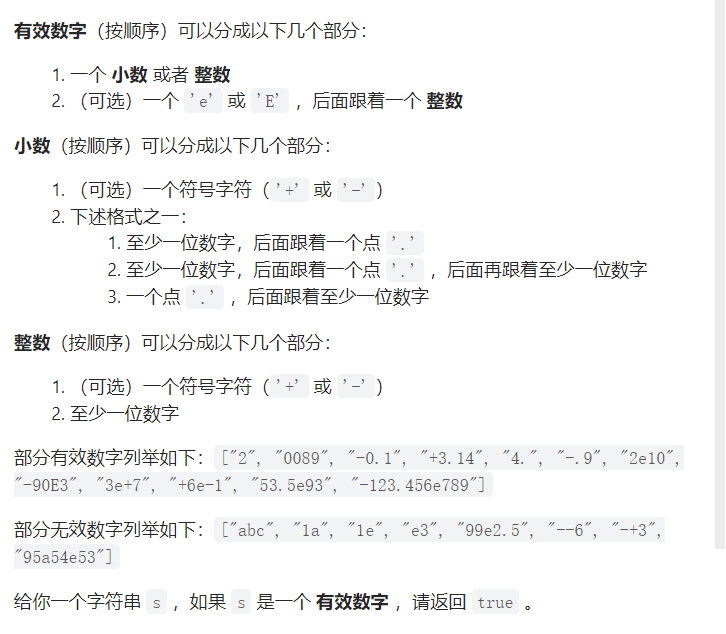 有效数字（按顺序）可以分成以下几个部分：
1. 一个 小数 或者 整数
2. （可选）一个 'e' 或 'E' ，后面跟着一个 整数
小数（按顺序）可以分成以下几个部分：
1. （可选）一个符号字符（'+' 或 '-'）
2. 下述格式之一：
1. 至少一位数字，后面跟着一个点 '.'
2. 至少一位数字，后面跟着一个点 '.' ，后面再跟着至少一位数字
3. 一个点 '.' ，后面跟着至少一位数字
整数（按顺序）可以分成以下几个部分：
1. （可选）一个符号字符（'+' 或 '-'）
2. 至少一位数字
部分有效数字列举如下：["2", "0089", "-0.1", "+3.14", "4.", "-.9", "2e10",
"-90E3", "3e+7", "+6e-1", "53.5e93", "-123.456e789"]
部分无效数字列举如下：["abc", "1a", "1e", "e3", "99e2.5", "--6", "-+3",
"95a54e53"]
给你一个字符串 s ，如果 s 是一个 有效数字 ，请返回 true 。